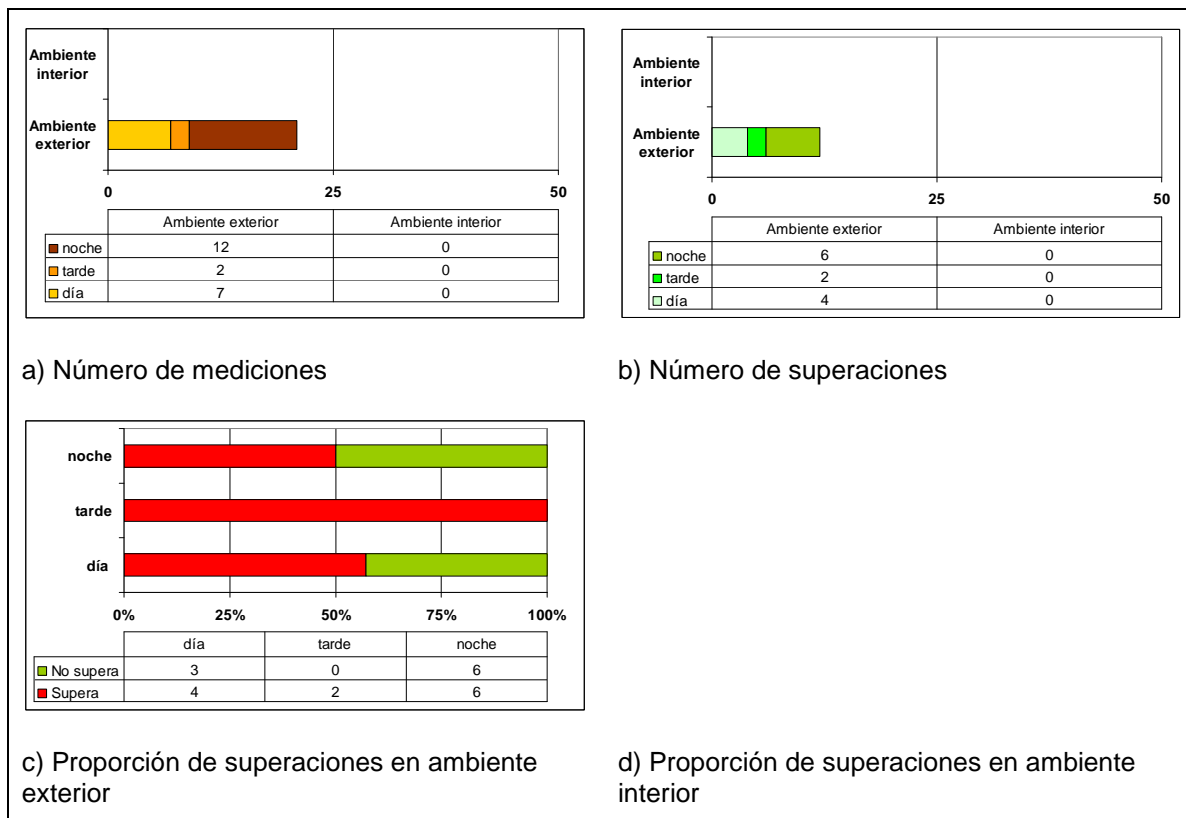 Ambiente
interior
Ambiente
exterior
0 25 50
Ambiente exterior Ambiente interior
noche 12 0
tarde 2 0
día 7 0
a) Número de mediciones
Ambiente
interior
Ambiente
exterior
0 25 50
Ambiente exterior Ambiente interior
noche 6 0
tarde 2 0
día 4 0
b) Número de superaciones
noche
tarde
día
0% 25% 50% 75% 100%
día tarde noche
No supera 3 0 6
Supera 4 2 6
c) Proporción de superaciones en ambiente
exterior
d) Proporción de superaciones en ambiente
interior